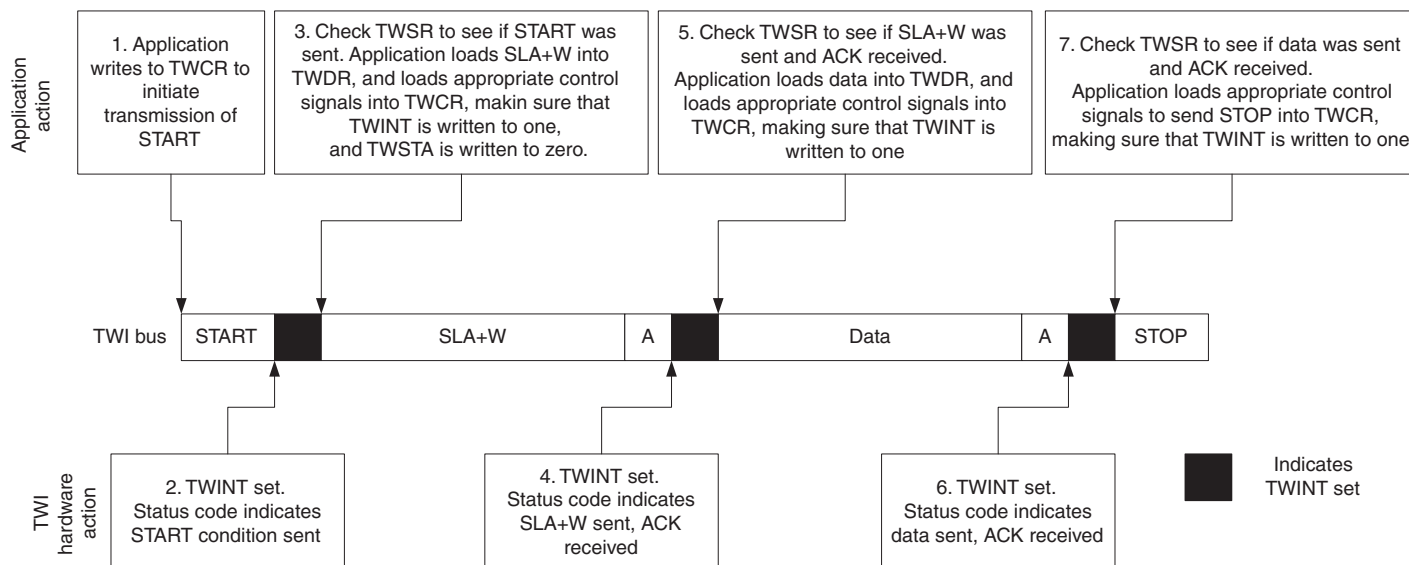 Application
action
1. Application
writes to TWCR to
initiate
transmission of
START
3. Check TWSR to see if START was
sent. Application loads SLA+W into
TWDR, and loads appropriate control
signals into TWCR, makin sure that
TWINT is written to one,
and TWSTA is written to zero.
5. Check TWSR to see if SLA+W was
sent and ACK received.
Application loads data into TWDR, and
loads appropriate control signals into
TWCR, making sure that TWINT is
written to one
7. Check TWSR to see if data was sent
and ACK received.
Application loads appropriate control
signals to send STOP into TWCR,
making sure that TWINT is written to one
TWI bus
START
SLA+W
A
Data
A
STOP
TWI
hardware
action
2. TWINT set.
Status code indicates
START condition sent
4. TWINT set.
Status code indicates
SLA+W sent, ACK
received
6. TWINT set.
Status code indicates
data sent, ACK received
Indicates
TWINT set